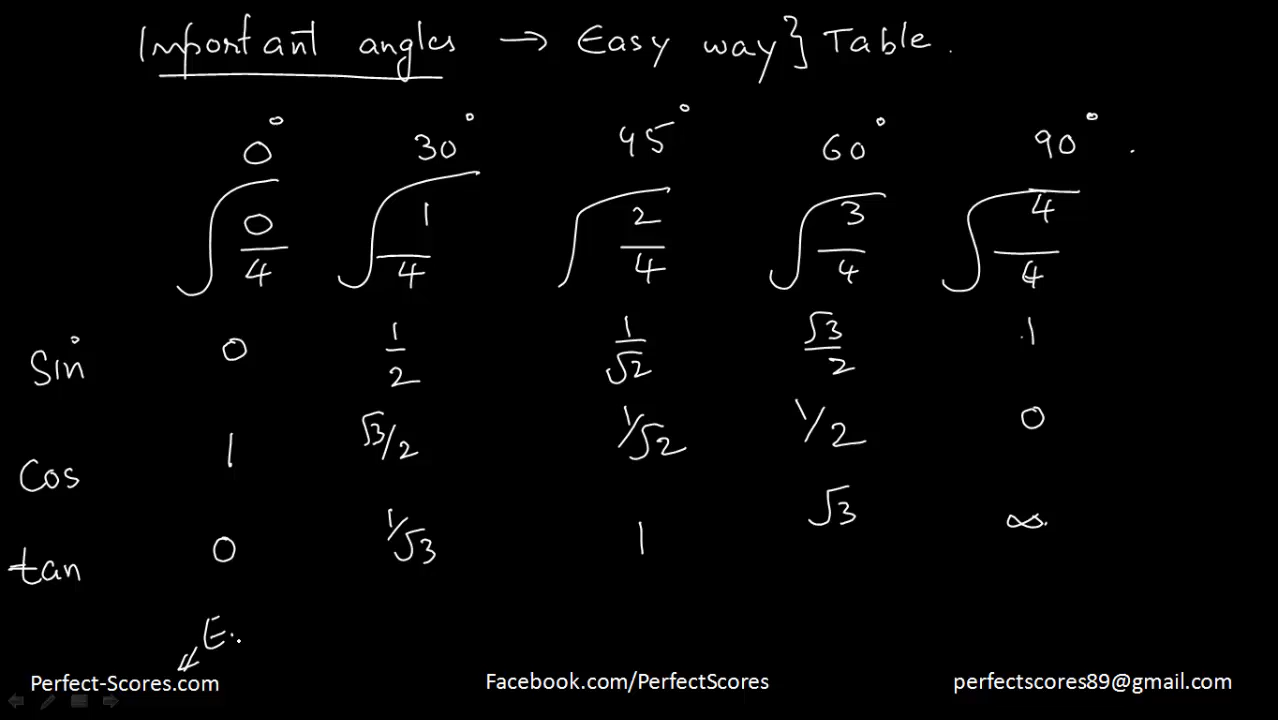 Important angles → Easy way} Table.
0° 30° 45° 60° 90°
√(0/4) √(1/4) √(2/4) √(3/4) √(4/4)
Sin 0 1/2 1/√2 √3/2 1
Cos 1 √3/2 1/√2 1/2 0
tan 0 1/√3 1 √3 ∞
E.
Perfect-Scores.com Facebook.com/PerfectScores perfectscores89@gmail.com